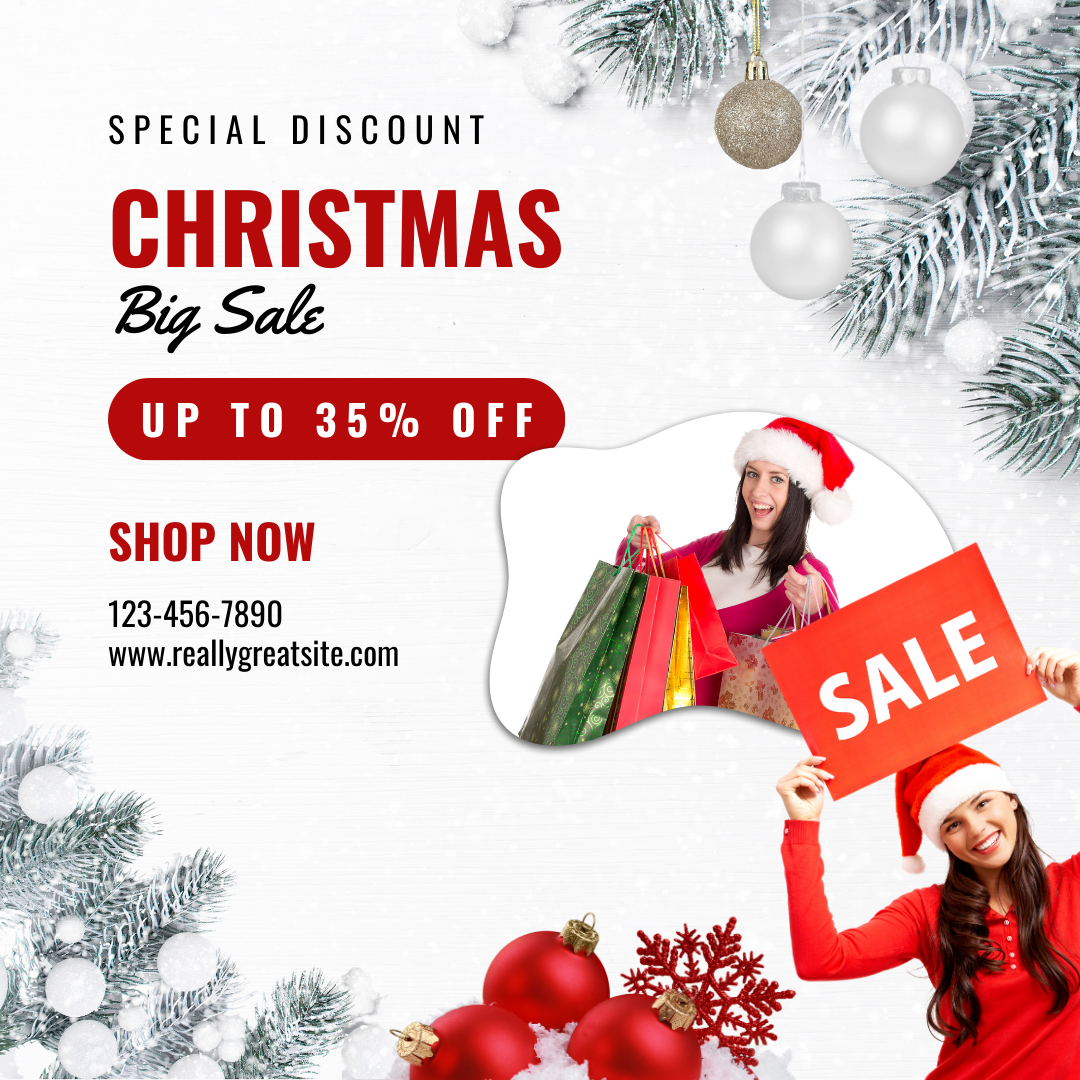 SPECIAL DISCOUNT
CHRISTMAS
Big Sale
UP TO 35% OFF
SHOP NOW
123-456-7890
www.reallygreatsite.com
SALE